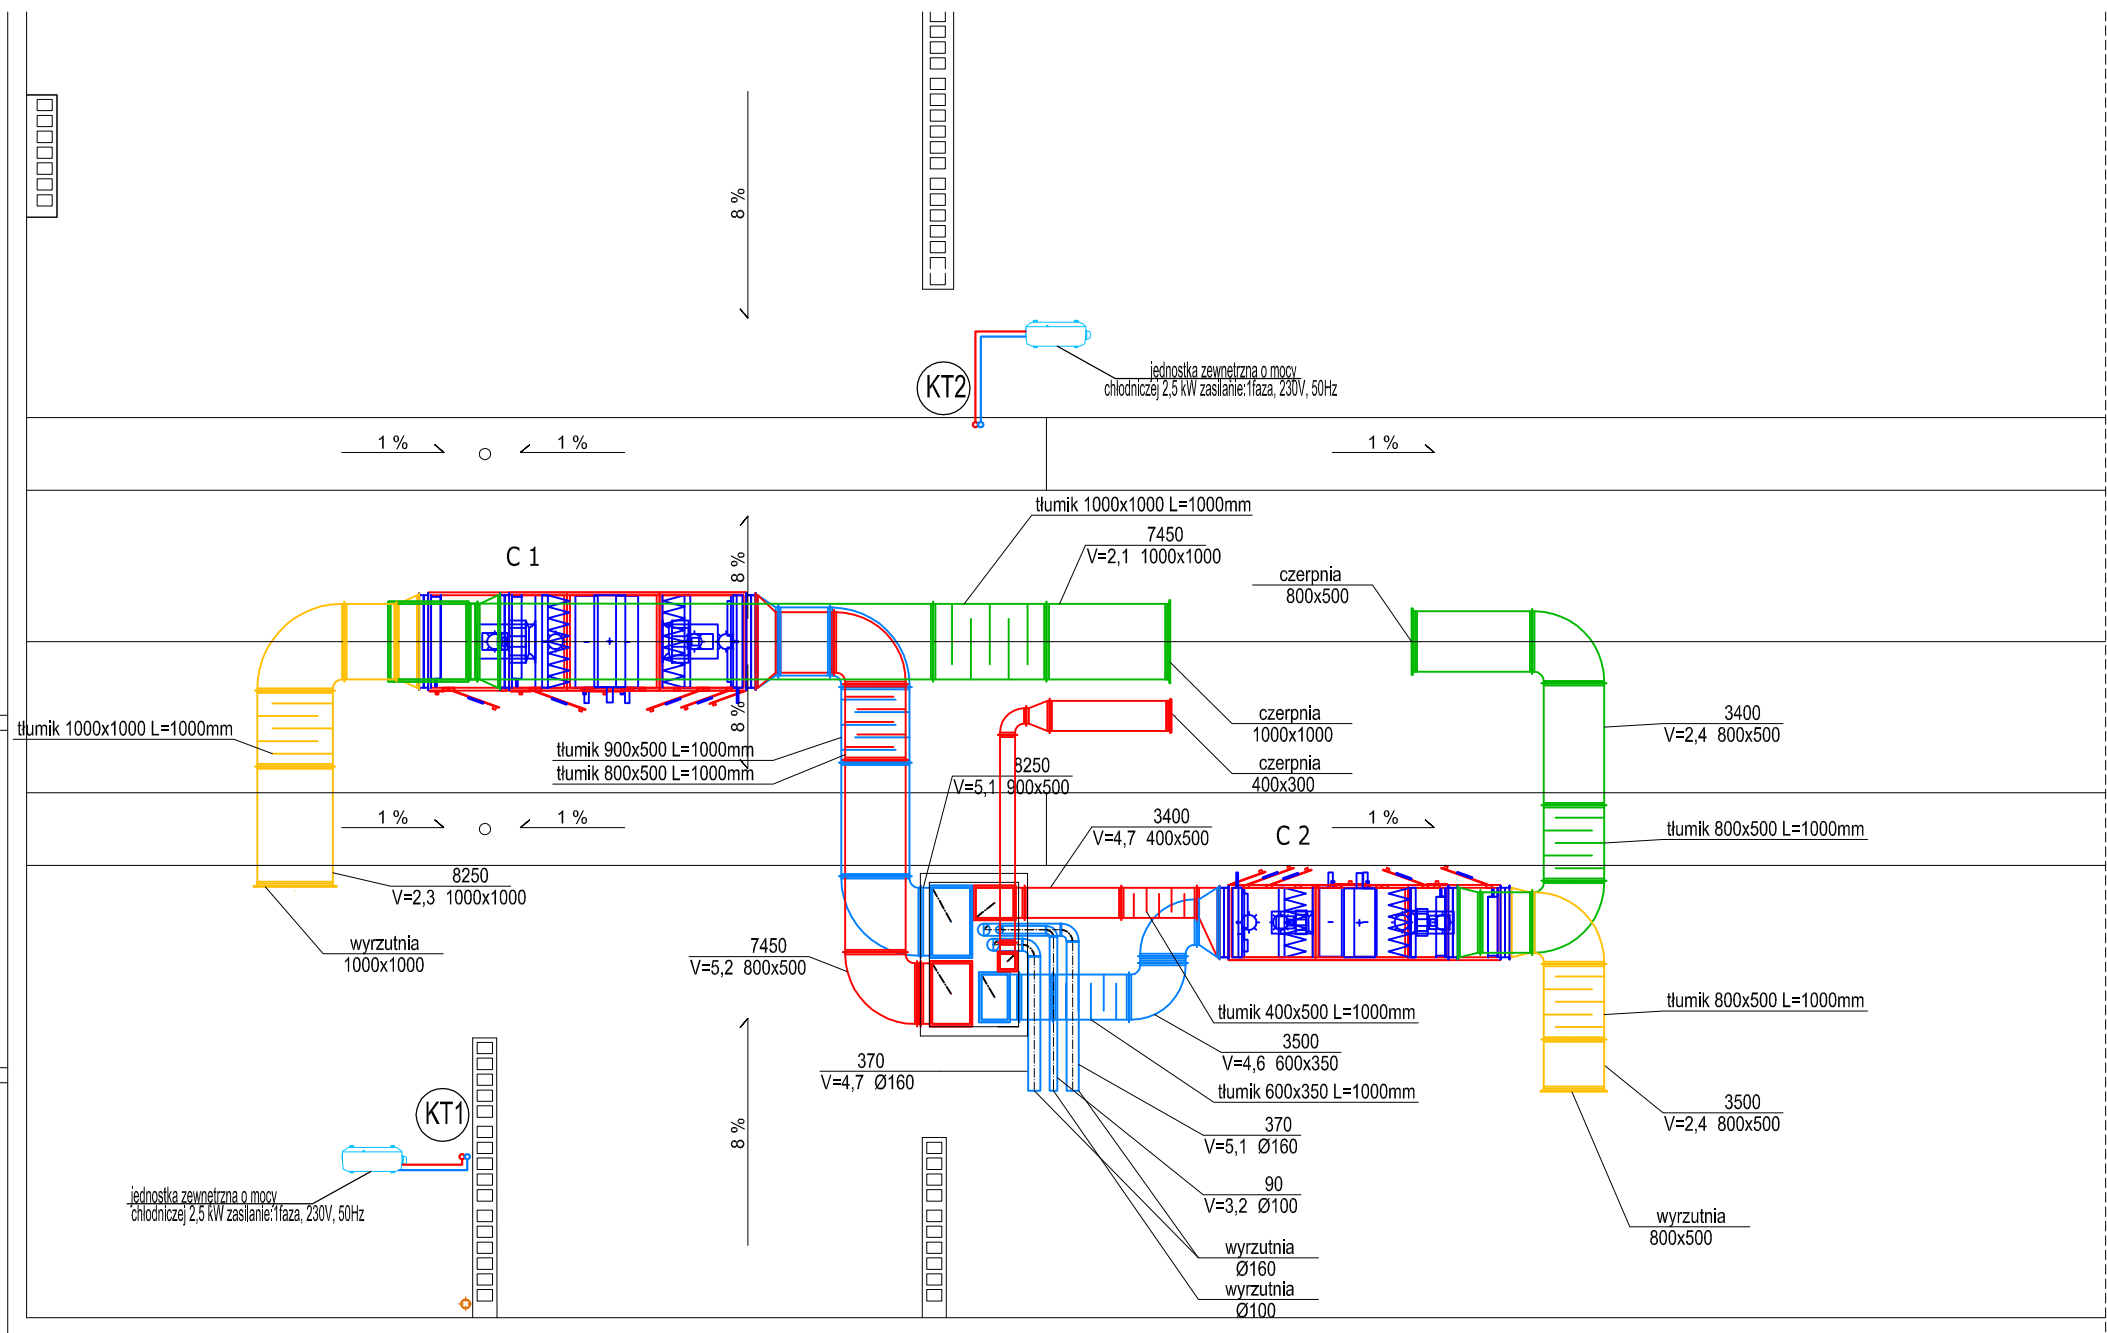 8 %
KT2
jednostka zewnętrzna o mocy
chłodniczej 2,5 kW zasilanie:1faza, 230V, 50Hz
1 %
1 %
1 %
tłumik 1000x1000 L=1000mm
7450
V=2,1 1000x1000
C 1
8 %
czerpnia
800x500
tłumik 1000x1000 L=1000mm
8 %
czerpnia
1000x1000
3400
V=2,4 800x500
tłumik 900x500 L=1000mm
tłumik 800x500 L=1000mm
8250
V=5,1 900x500
czerpnia
400x300
1 %
1 %
3400
V=4,7 400x500
C 2
1 %
tłumik 800x500 L=1000mm
8250
V=2,3 1000x1000
wyrzutnia
1000x1000
7450
V=5,2 800x500
tłumik 400x500 L=1000mm
tłumik 800x500 L=1000mm
3500
V=4,6 600x350
370
V=4,7 Ø160
tłumik 600x350 L=1000mm
KT1
8 %
370
V=5,1 Ø160
3500
V=2,4 800x500
90
V=3,2 Ø100
jednostka zewnętrzna o mocy
chłodniczej 2,5 kW zasilanie:1faza, 230V, 50Hz
wyrzutnia
800x500
wyrzutnia
Ø160
wyrzutnia
Ø100